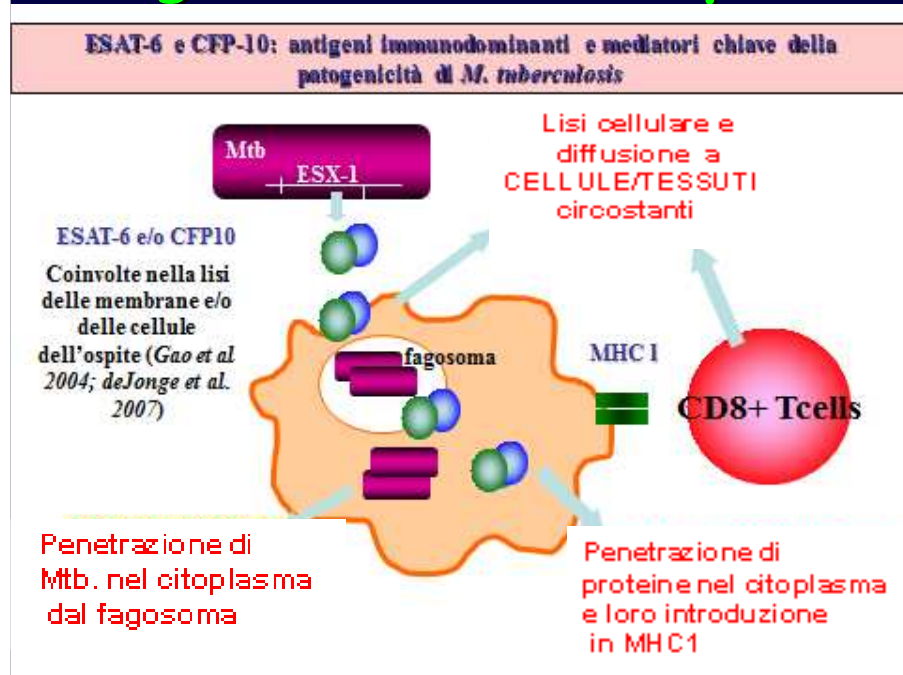 ESAT-6 e CFP-10: antigeni immunodominanti e mediatori chiave della
patogenicità di M. tuberculosis
Lisi cellulare e
diffusione a
CELLULE/TESSUTI
circostanti
Mtb
ESX-1
ESAT-6 e/o CFP10
Coinvolte nella lisi
delle membrane e/o
delle cellule
dell'ospite (Gao et al
2004; deJonge et al.
2007)
fagosoma
MHC I
CD8+ Tcells
Penetrazione di
Mtb. nel citoplasma
dal fagosoma
Penetrazione di
proteine nel citoplasma
e loro introduzione
in MHC1